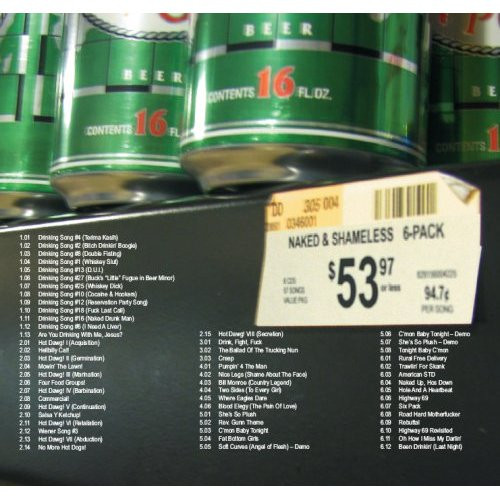 BEER
BEER
CONTENTS 16 FL. OZ.
CONTENTS 16
DD 305 004
0346001
NAKED & SHAMELESS 6-PACK
6 CDS
97 SONGS
VALUE PKG
$53.97
or less
94.7¢
PER SONG
1.01 Drinking Song #4 (Terima Kash)
1.02 Drinking Song #2 (Bitch Drinkin' Boogie)
1.03 Drinking Song #8 (Double Fisting)
1.04 Drinking Song #1 (Whiskey Slut)
1.05 Drinking Song #13 (D.U.I.)
1.06 Drinking Song #27 (Buck's "Little" Fugue in Beer Minor)
1.07 Drinking Song #25 (Whiskey Dick)
1.08 Drinking Song #10 (Cocaine & Hookers)
1.09 Drinking Song #9 (Reservation Party Song)
1.10 Drinking Song #16 (Fuck Last Call)
1.11 Drinking Song #18 (Naked Drunk Man)
1.12 Drinking Song #6 (I Need A Liver)
1.13 Are You Drinking With Me, Jesus?
2.01 Hot Dawg! I (Acquisition)
2.02 Hillbilly Calf
2.03 Hot Dawg! II (Germination)
2.04 Mowin' The Lawn!
2.05 Hot Dawg! III (Marination)
2.06 Four Food Groups!
2.07 Hot Dawg! IV (Barbination)
2.08 Commercial!
2.09 Hot Dawg! V (Continuation)
2.10 Salsa Y Ketchup!
2.11 Hot Dawg! VI (Retaliation)
2.12 Werner Song #3
2.13 Hot Dawg! VII (Abduction)
2.14 No More Hot Dogs!
2.15 Hot Dawg! VIII (Secretion)
3.01 Drink, Fight, Fuck
3.02 The Ballad Of The Trucking Nun
3.03 Creep
4.01 Pumpin' 4 The Man
4.02 Nice Legs (Shame About The Face)
4.03 Bill Monroe (Country Legend)
4.04 Two Sides (To Every Girl)
4.05 Where Eagles Dare
4.06 Blood Elegy (The Pain Of Love)
5.01 She's So Plush
5.02 Rev. Gunn Theme
5.03 C'mon Baby Tonight
5.04 Fat Bottom Girls
5.05 Soft Curves (Angel of Flesh) – Demo
5.06 C'mon Baby Tonight – Demo
5.07 She's So Plush – Demo
5.08 Tonight Baby C'mon
6.01 Rural Free Delivery
6.02 Trawlin' For Skank
6.03 American STD
6.04 Naked Up, Hos Down
6.05 Hole And A Heartbeat
6.06 Highway 69
6.07 Six Pack
6.08 Road Hard Motherfucker
6.09 Rebuttal
6.10 Highway 69 Revisited
6.11 Oh How I Miss My Darlin'
6.12 Been Drinkin' (Last Night)